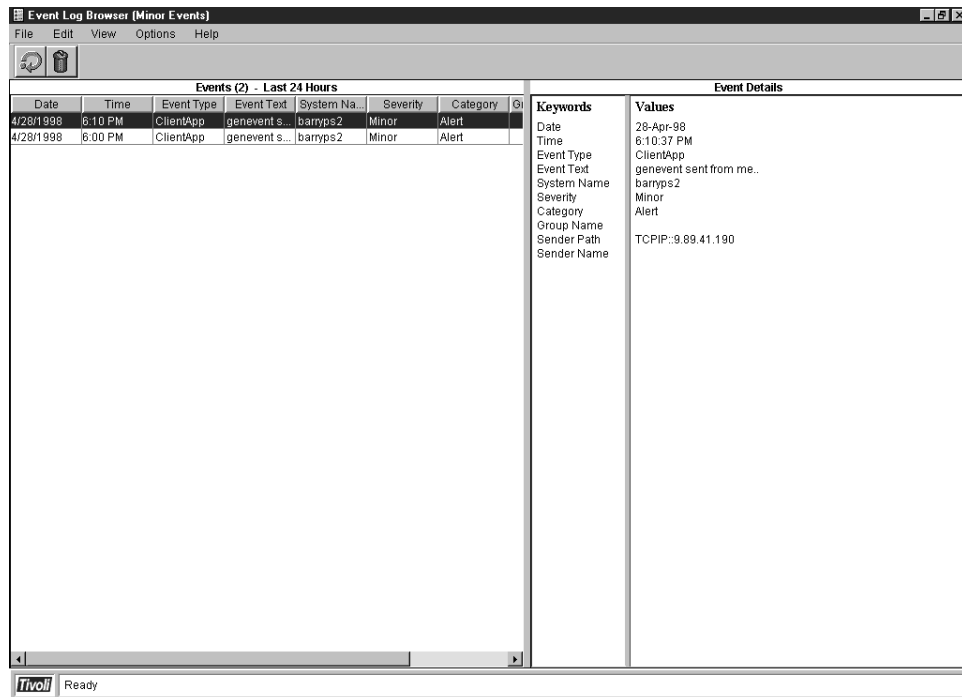 Event Log Browser (Minor Events)
File Edit View Options Help
Events (2) - Last 24 Hours
Date Time Event Type Event Text System Na... Severity Category
4/28/1998 6:10 PM ClientApp genevent s... barryps2 Minor Alert
4/28/1998 6:00 PM ClientApp genevent s... barryps2 Minor Alert
Event Details
Keywords Values
Date 28-Apr-98
Time 6:10:37 PM
Event Type ClientApp
Event Text genevent sent from me..
System Name barryps2
Severity Minor
Category Alert
Group Name
Sender Path TCPIP::9.89.41.190
Sender Name
Tivoli Ready